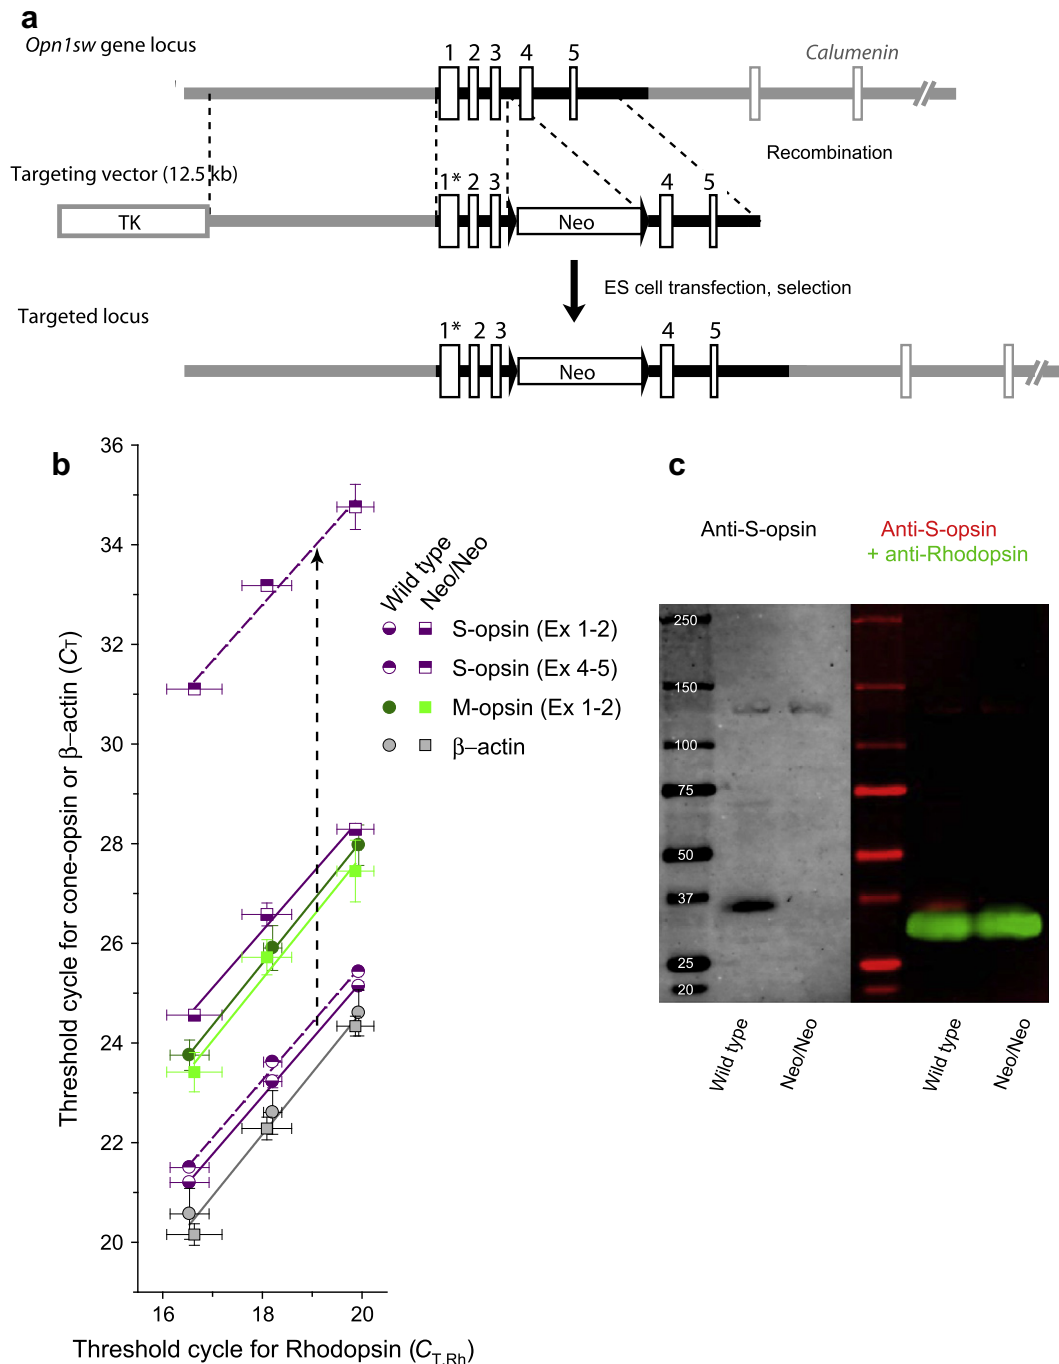 a
Opn1sw gene locus
1 2 3 4 5
Calumenin
Recombination
Targeting vector (12.5 kb)
1* 2 3 4 5
TK
Neo
ES cell transfection, selection
Targeted locus
1* 2 3 4 5
Neo
b
Threshold cycle for cone-opsin or β–actin (CT)
36
34
32
30
28
26
24
22
20
16 18 20
Threshold cycle for Rhodopsin (CT,Rh)
Wild type
Neo/Neo
S-opsin (Ex 1-2)
S-opsin (Ex 4-5)
M-opsin (Ex 1-2)
β–actin
c
Anti-S-opsin
Anti-S-opsin
+ anti-Rhodopsin
250
150
100
75
50
37
25
20
Wild type
Neo/Neo
Wild type
Neo/Neo